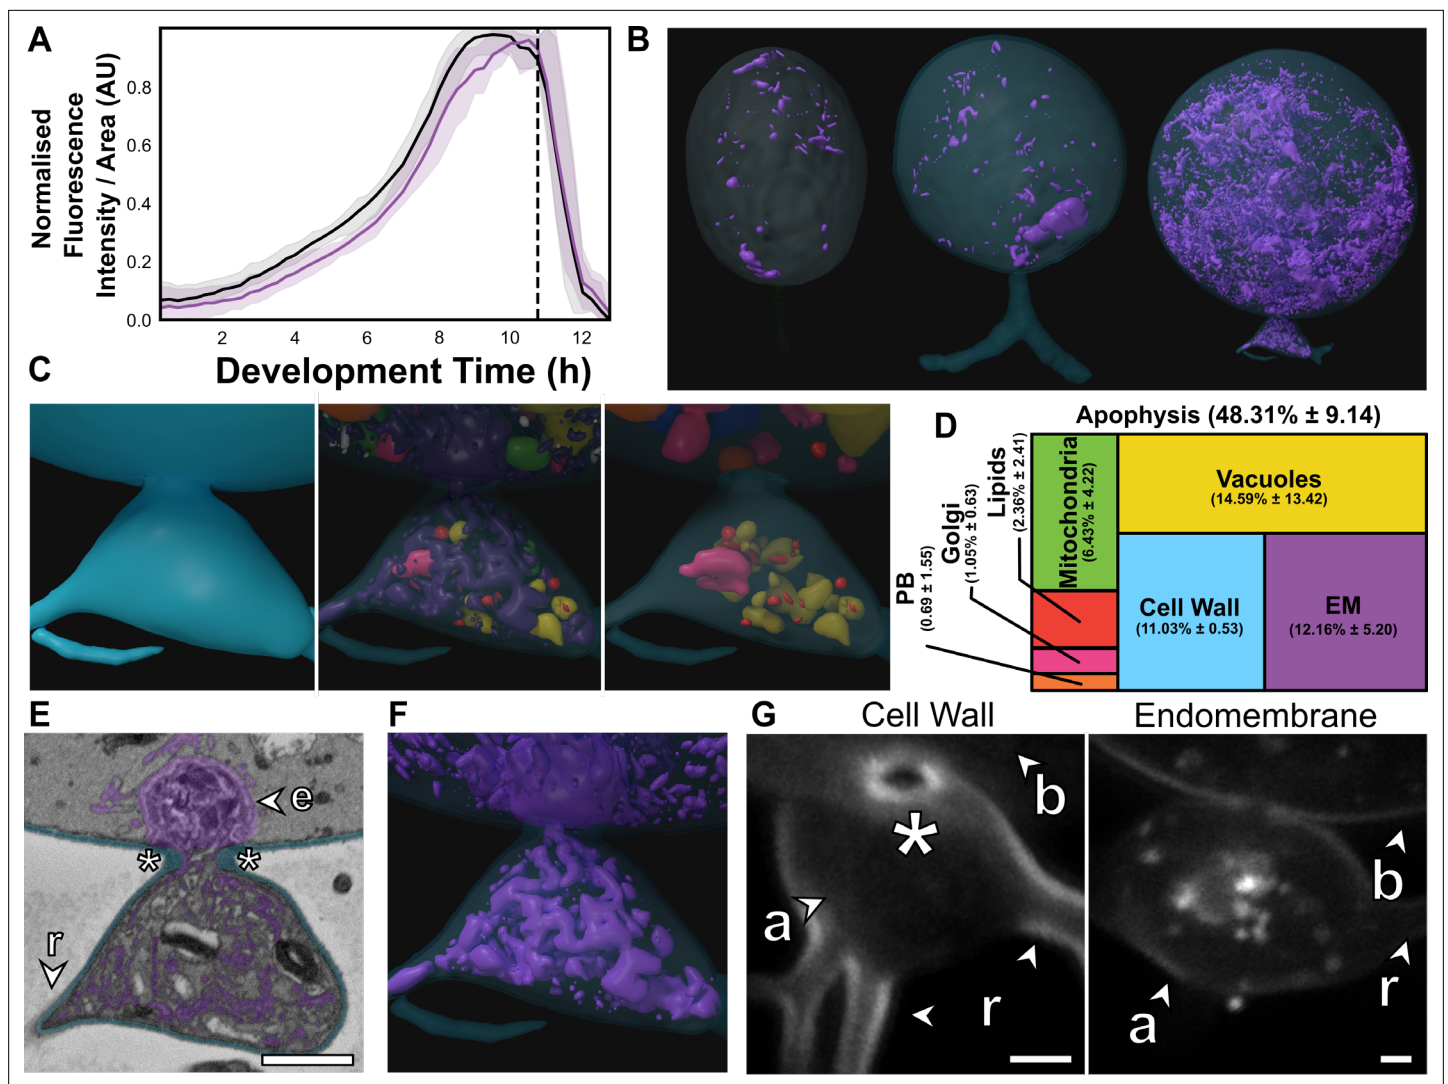 A
Normalised
Fluorescence
Intensity / Area (AU)
0.8
0.6
0.4
0.2
0.0
2 4 6 8 10 12
Development Time (h)
B
C
D
Apophysis (48.31% ± 9.14)
Mitochondria
(6.43% ± 4.22)
Lipids
(2.36% ± 2.41)
Golgi
(1.05% ± 0.63)
PB
(0.69 ± 1.55)
Vacuoles
(14.59% ± 13.42)
Cell Wall
(11.03% ± 0.53)
EM
(12.16% ± 5.20)
E
e
* *
r
F
G
Cell Wall
b
*
a
r
Endomembrane
b
r
a